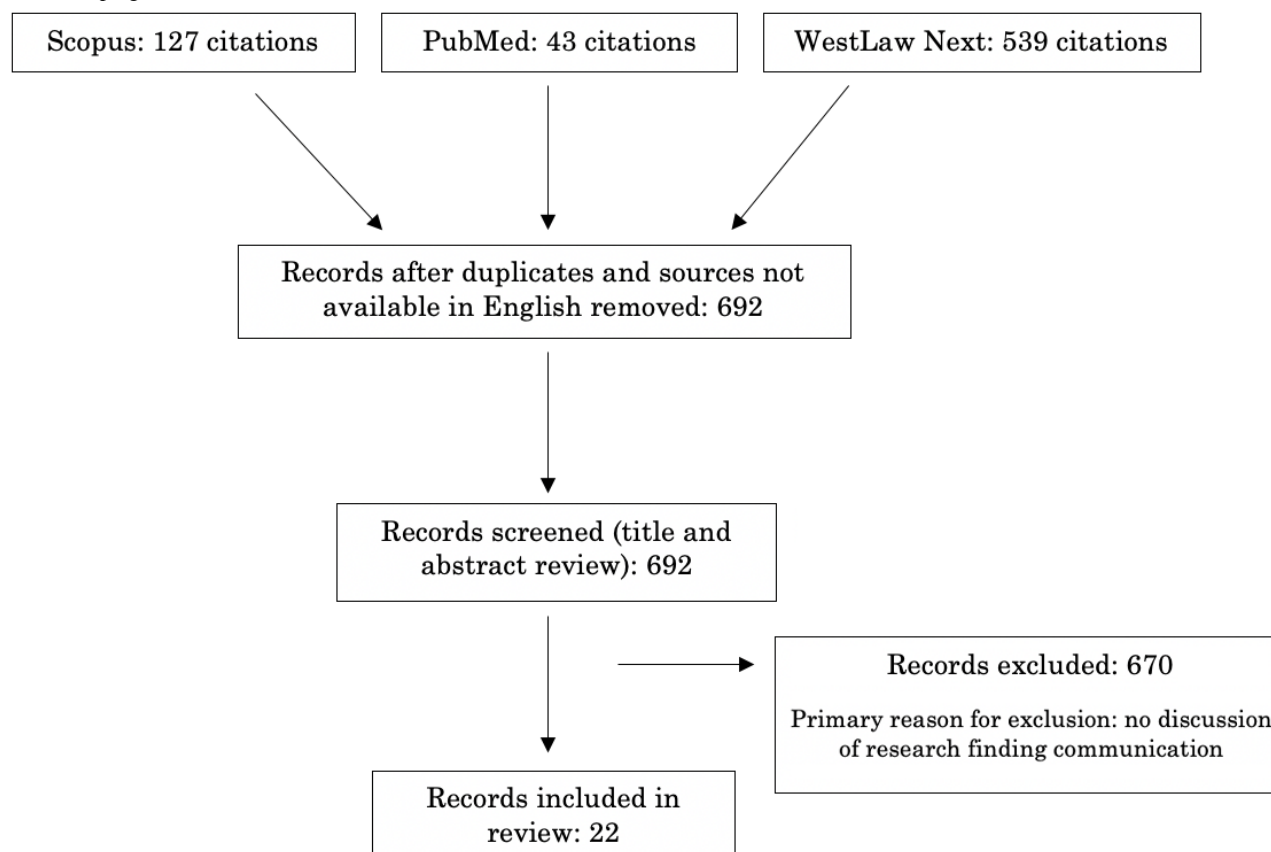 Scopus: 127 citations
PubMed: 43 citations
WestLaw Next: 539 citations
Records after duplicates and sources not
available in English removed: 692
Records screened (title and
abstract review): 692
Records excluded: 670
Primary reason for exclusion: no discussion
of research finding communication
Records included in
review: 22